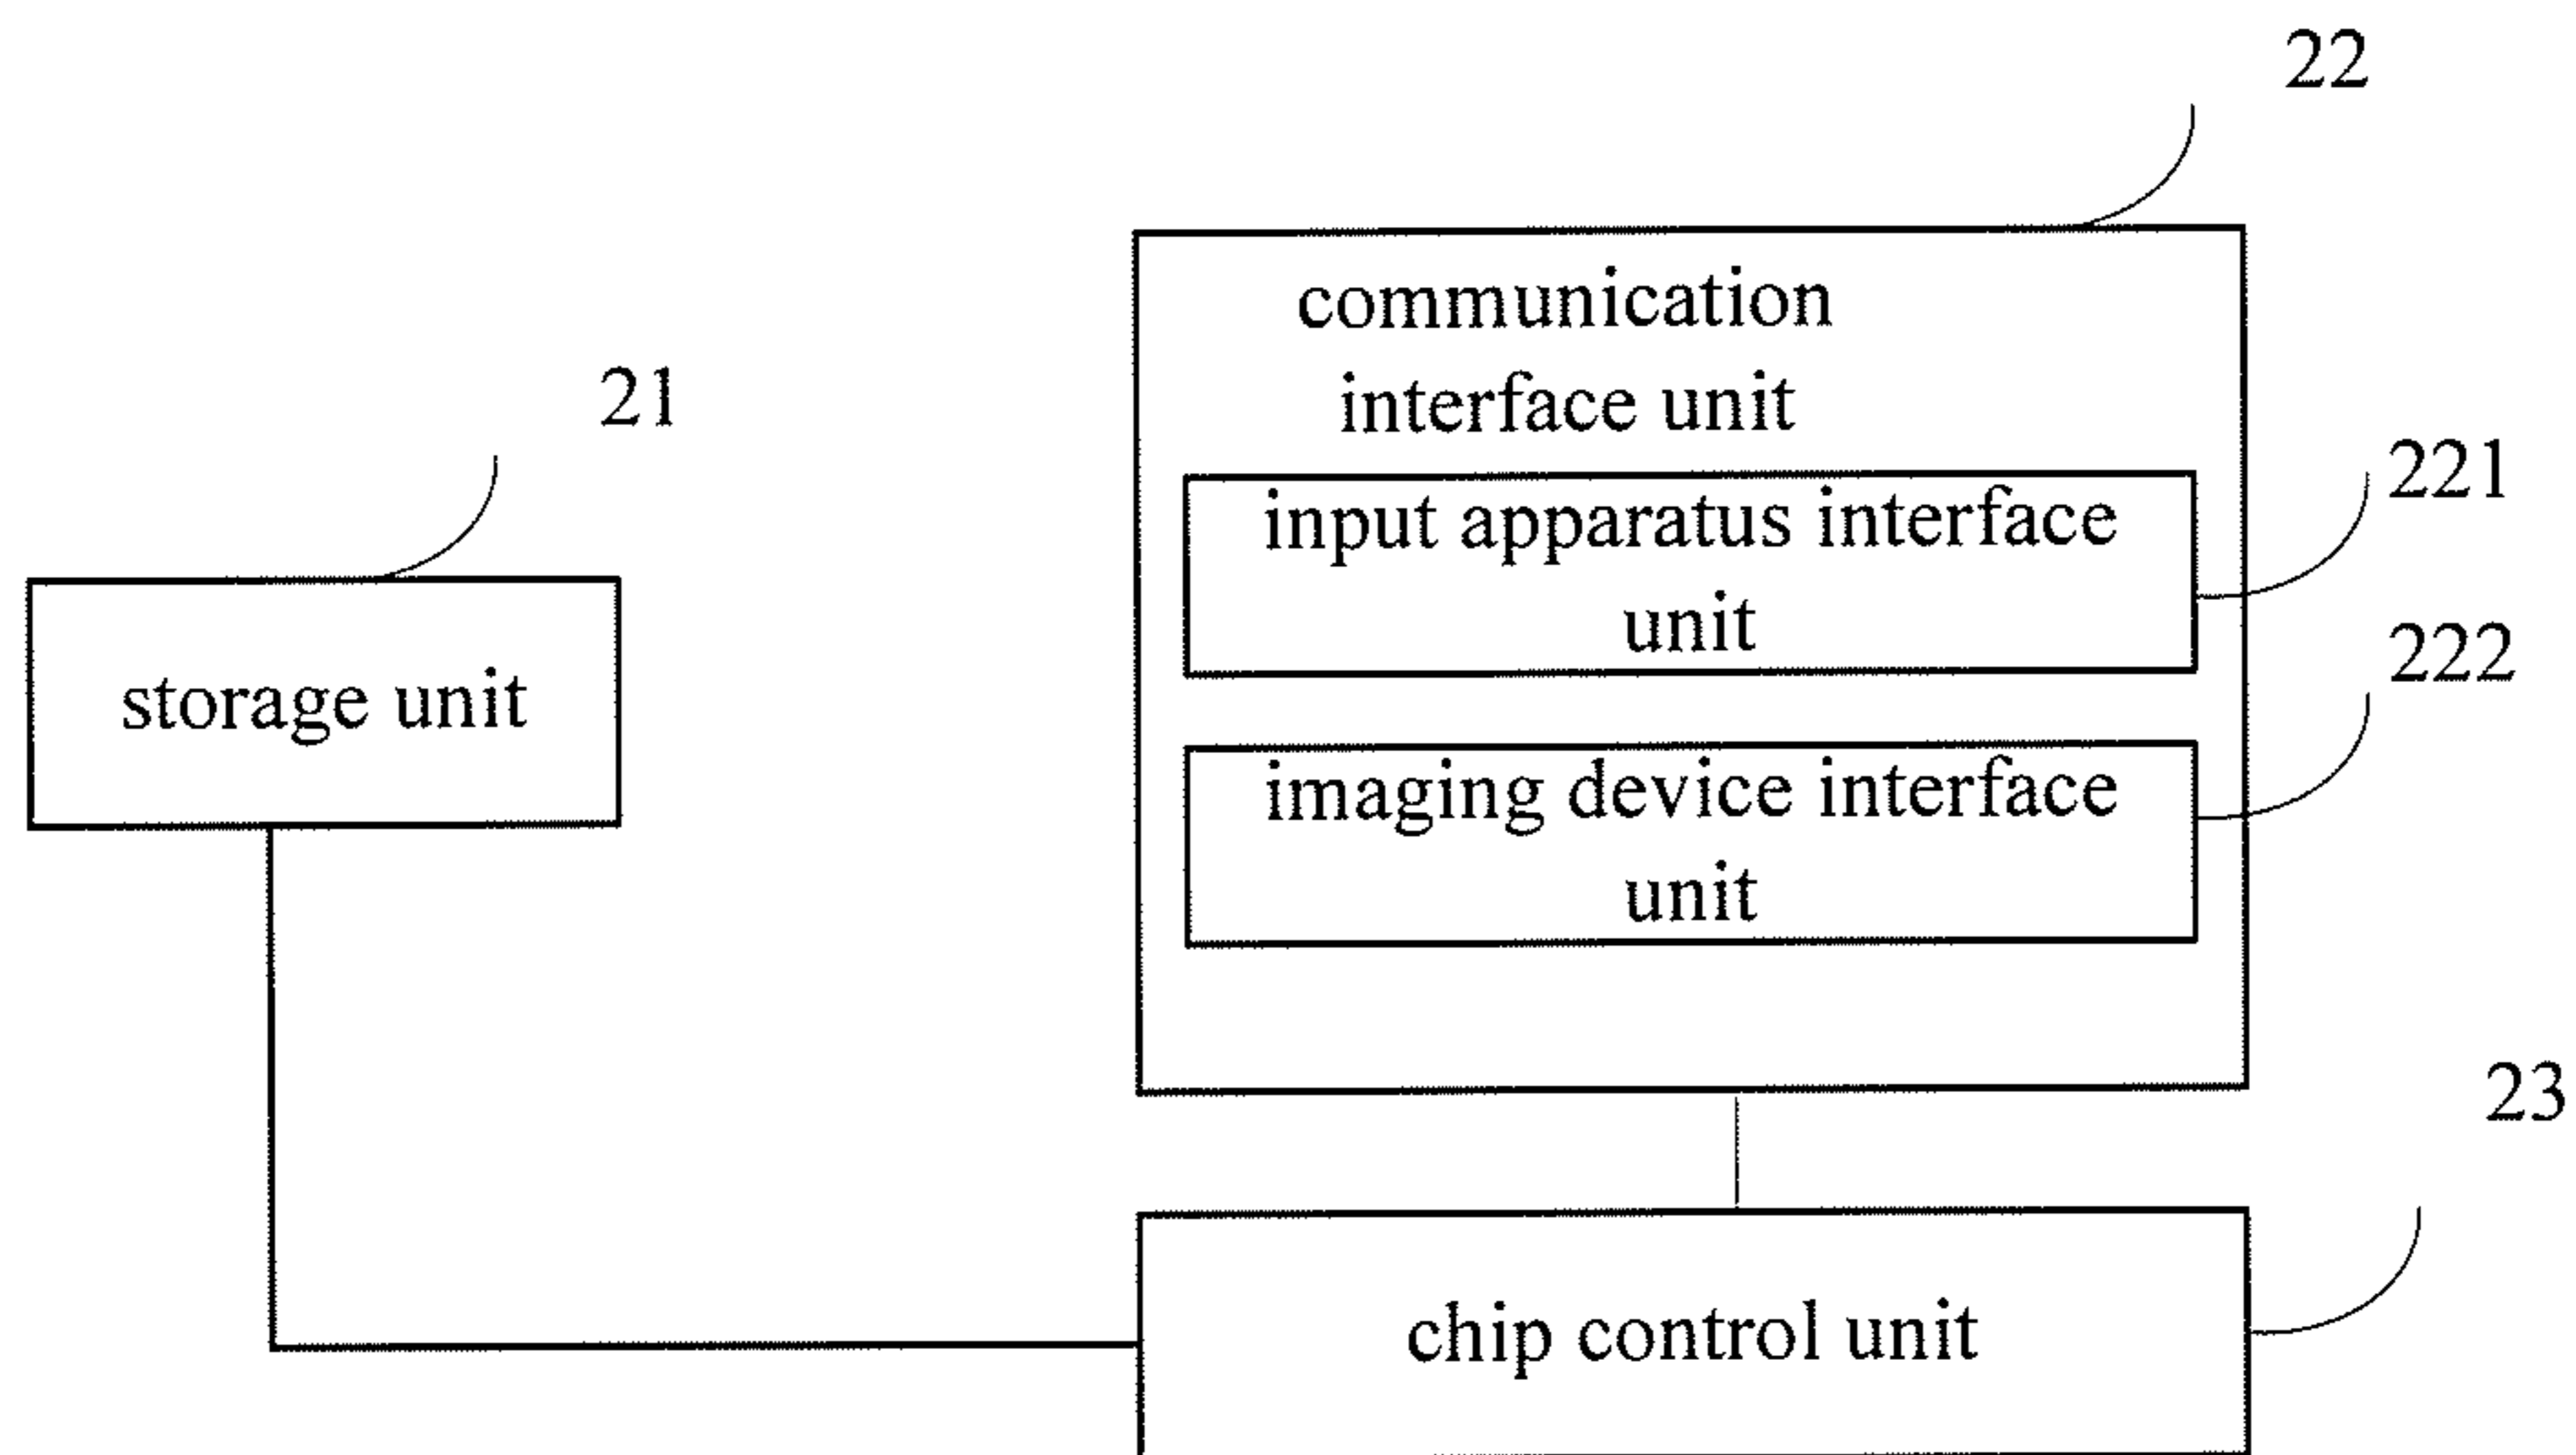 22
communication
interface unit
21
221
input apparatus interface
unit
222
storage unit
imaging device interface
unit
23
chip control unit